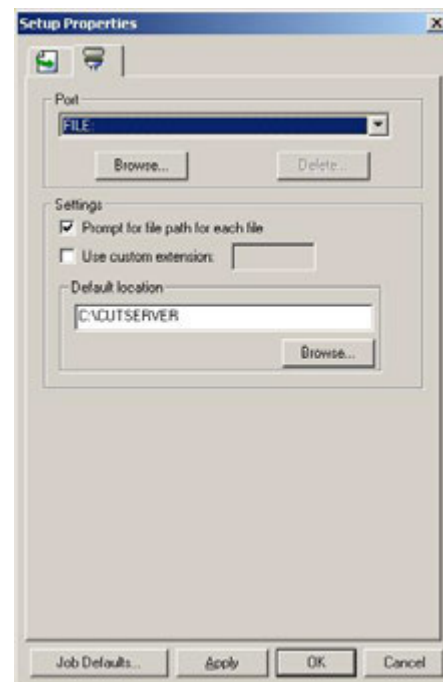 Setup Properties
Port
FILE:
Browse...
Delete...
Settings
Prompt for file path for each file
Use custom extension:
Default location
C:\CUTSERVER
Browse...
Job Defaults...
Apply
OK
Cancel